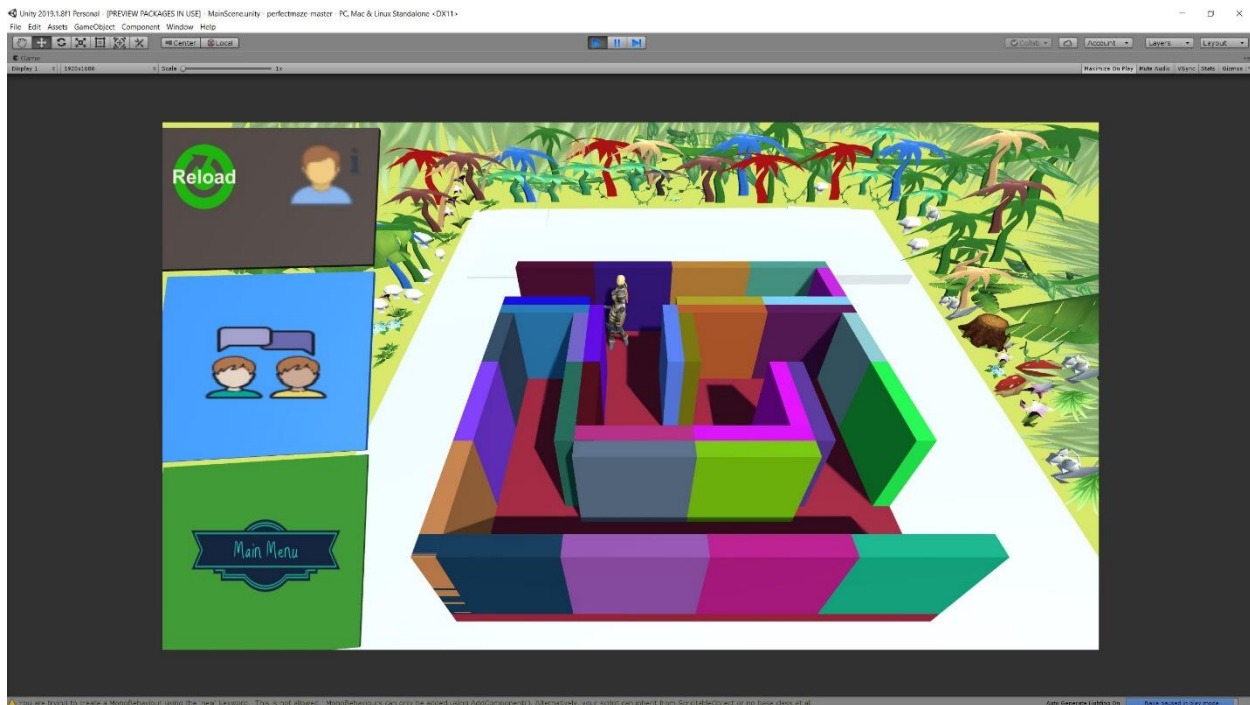 Unity 2019.1.8f1 Personal - [PREVIEW PACKAGES IN USE] - MainScene.unity - perfectmaze-master - PC, Mac & Linux Standalone <DX11>
File Edit Assets GameObject Component Window Help
Center Local Collab Account Layers Layout
Game
Display 1 Scale 1x Maximize On Play Mute Audio VSync Stats Gizmos
Reload i
Main Menu
You are trying to create a MonoBehaviour using the 'new' keyword. This is not allowed. MonoBehaviours can only be added using AddComponent(). Alternatively, your script can inherit from ScriptableObject or no base class at all
Auto Generate Lighting On